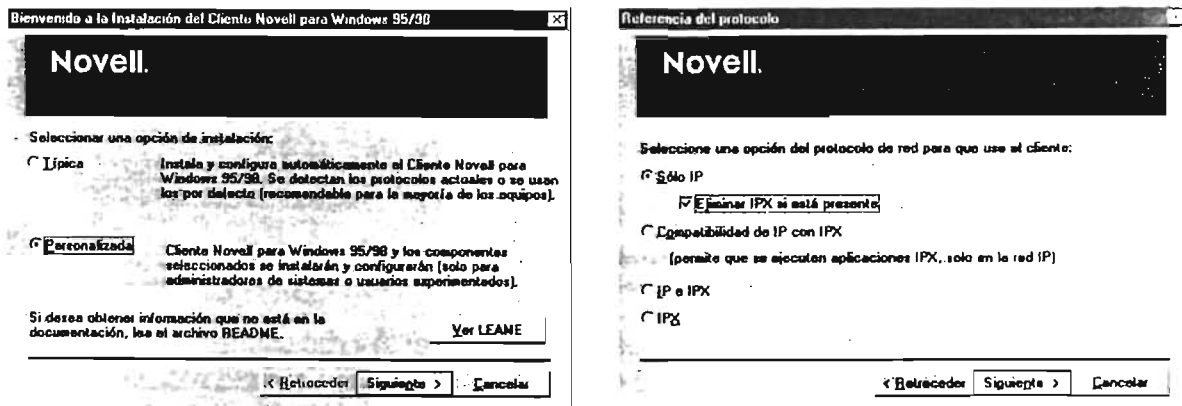 Bienvenido a la Instalación del Cliente Novell para Windows 95/98
Novell.
Seleccionar una opción de instalación:
Típica
Instala y configura automáticamente el Cliente Novell para
Windows 95/98. Se detectan los protocolos actuales o se usan
los por defecto (recomendable para la mayoría de los equipos).
Personalizada
Cliente Novell para Windows 95/98 y los componentes
seleccionados se instalarán y configurarán (solo para
administradores de sistemas o usuarios experimentados).
Si desea obtener información que no está en la
documentación, lea el archivo README.
Ver LEAME
< Retroceder
Siguiente >
Cancelar
Referencia del protocolo
Novell.
Seleccione una opción del protocolo de red para que use el cliente:
Sólo IP
Eliminar IPX si está presente
Compatibilidad de IP con IPX
(permite que se ejecuten aplicaciones IPX, solo en la red IP)
IP e IPX
IPX
< Retroceder
Siguiente >
Cancelar